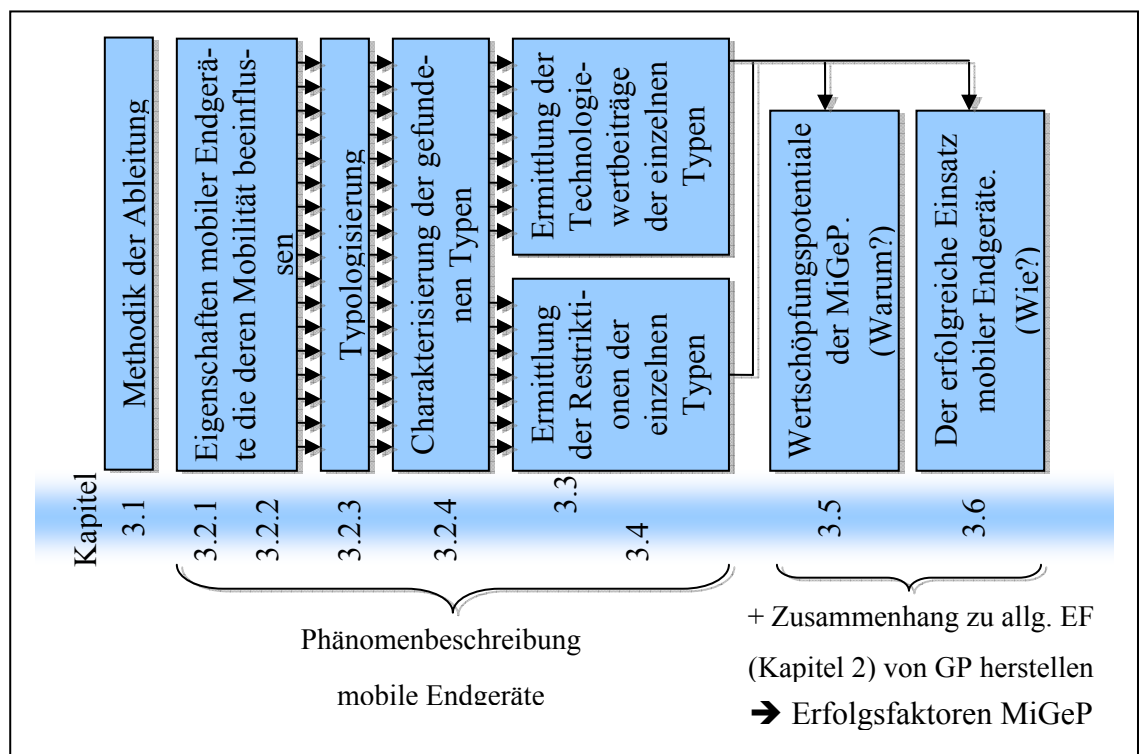 Kapitel
3.1
3.2.1
3.2.2
3.2.3
3.2.4
3.3
3.4
3.5
3.6
Methodik der Ableitung
Eigenschaften mobiler Endgerä-
te die deren Mobilität beeinflus-
sen
Typologisierung
Charakterisierung der gefunde-
nen Typen
Ermittlung
der Restrikti-
onen der
einzelnen
Typen
Ermittlung der
Technologie-
wertbeiträge
der einzelnen
Typen
Wertschöpfungspotentiale
der MiGeP.
(Warum?)
Der erfolgreiche Einsatz
mobiler Endgeräte.
(Wie?)
Phänomenbeschreibung
mobile Endgeräte
+ Zusammenhang zu allg. EF
(Kapitel 2) von GP herstellen
➔ Erfolgsfaktoren MiGeP